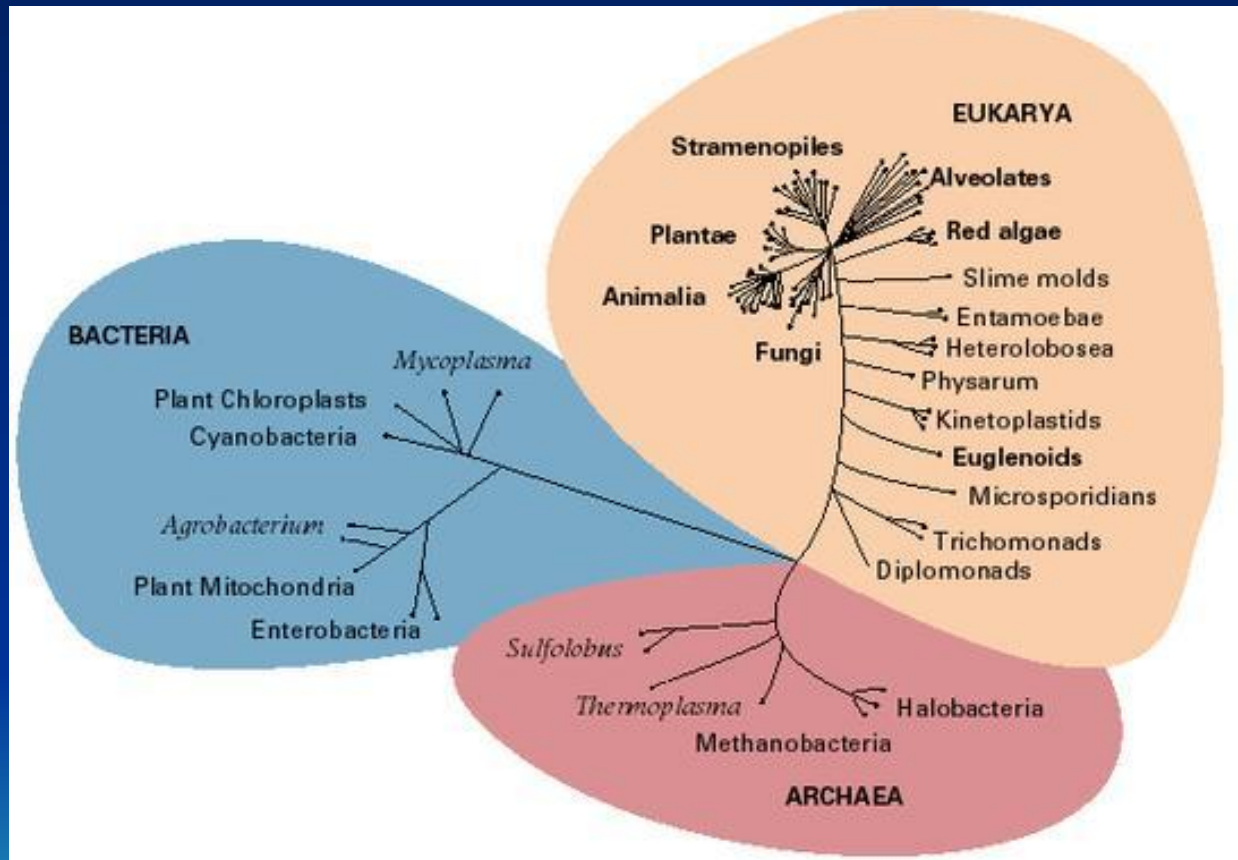 EUKARYA
Stramenopiles
Alveolates
Plantae
Red algae
Animalia
Slime molds
Entamoebae
Fungi
Heterolobosea
Physarum
Kinetoplastids
Euglenoids
Microsporidians
Trichomonads
Diplomonads
BACTERIA
Mycoplasma
Plant Chloroplasts
Cyanobacteria
Agrobacterium
Plant Mitochondria
Enterobacteria
Sulfolobus
Thermoplasma
Halobacteria
Methanobacteria
ARCHAEA